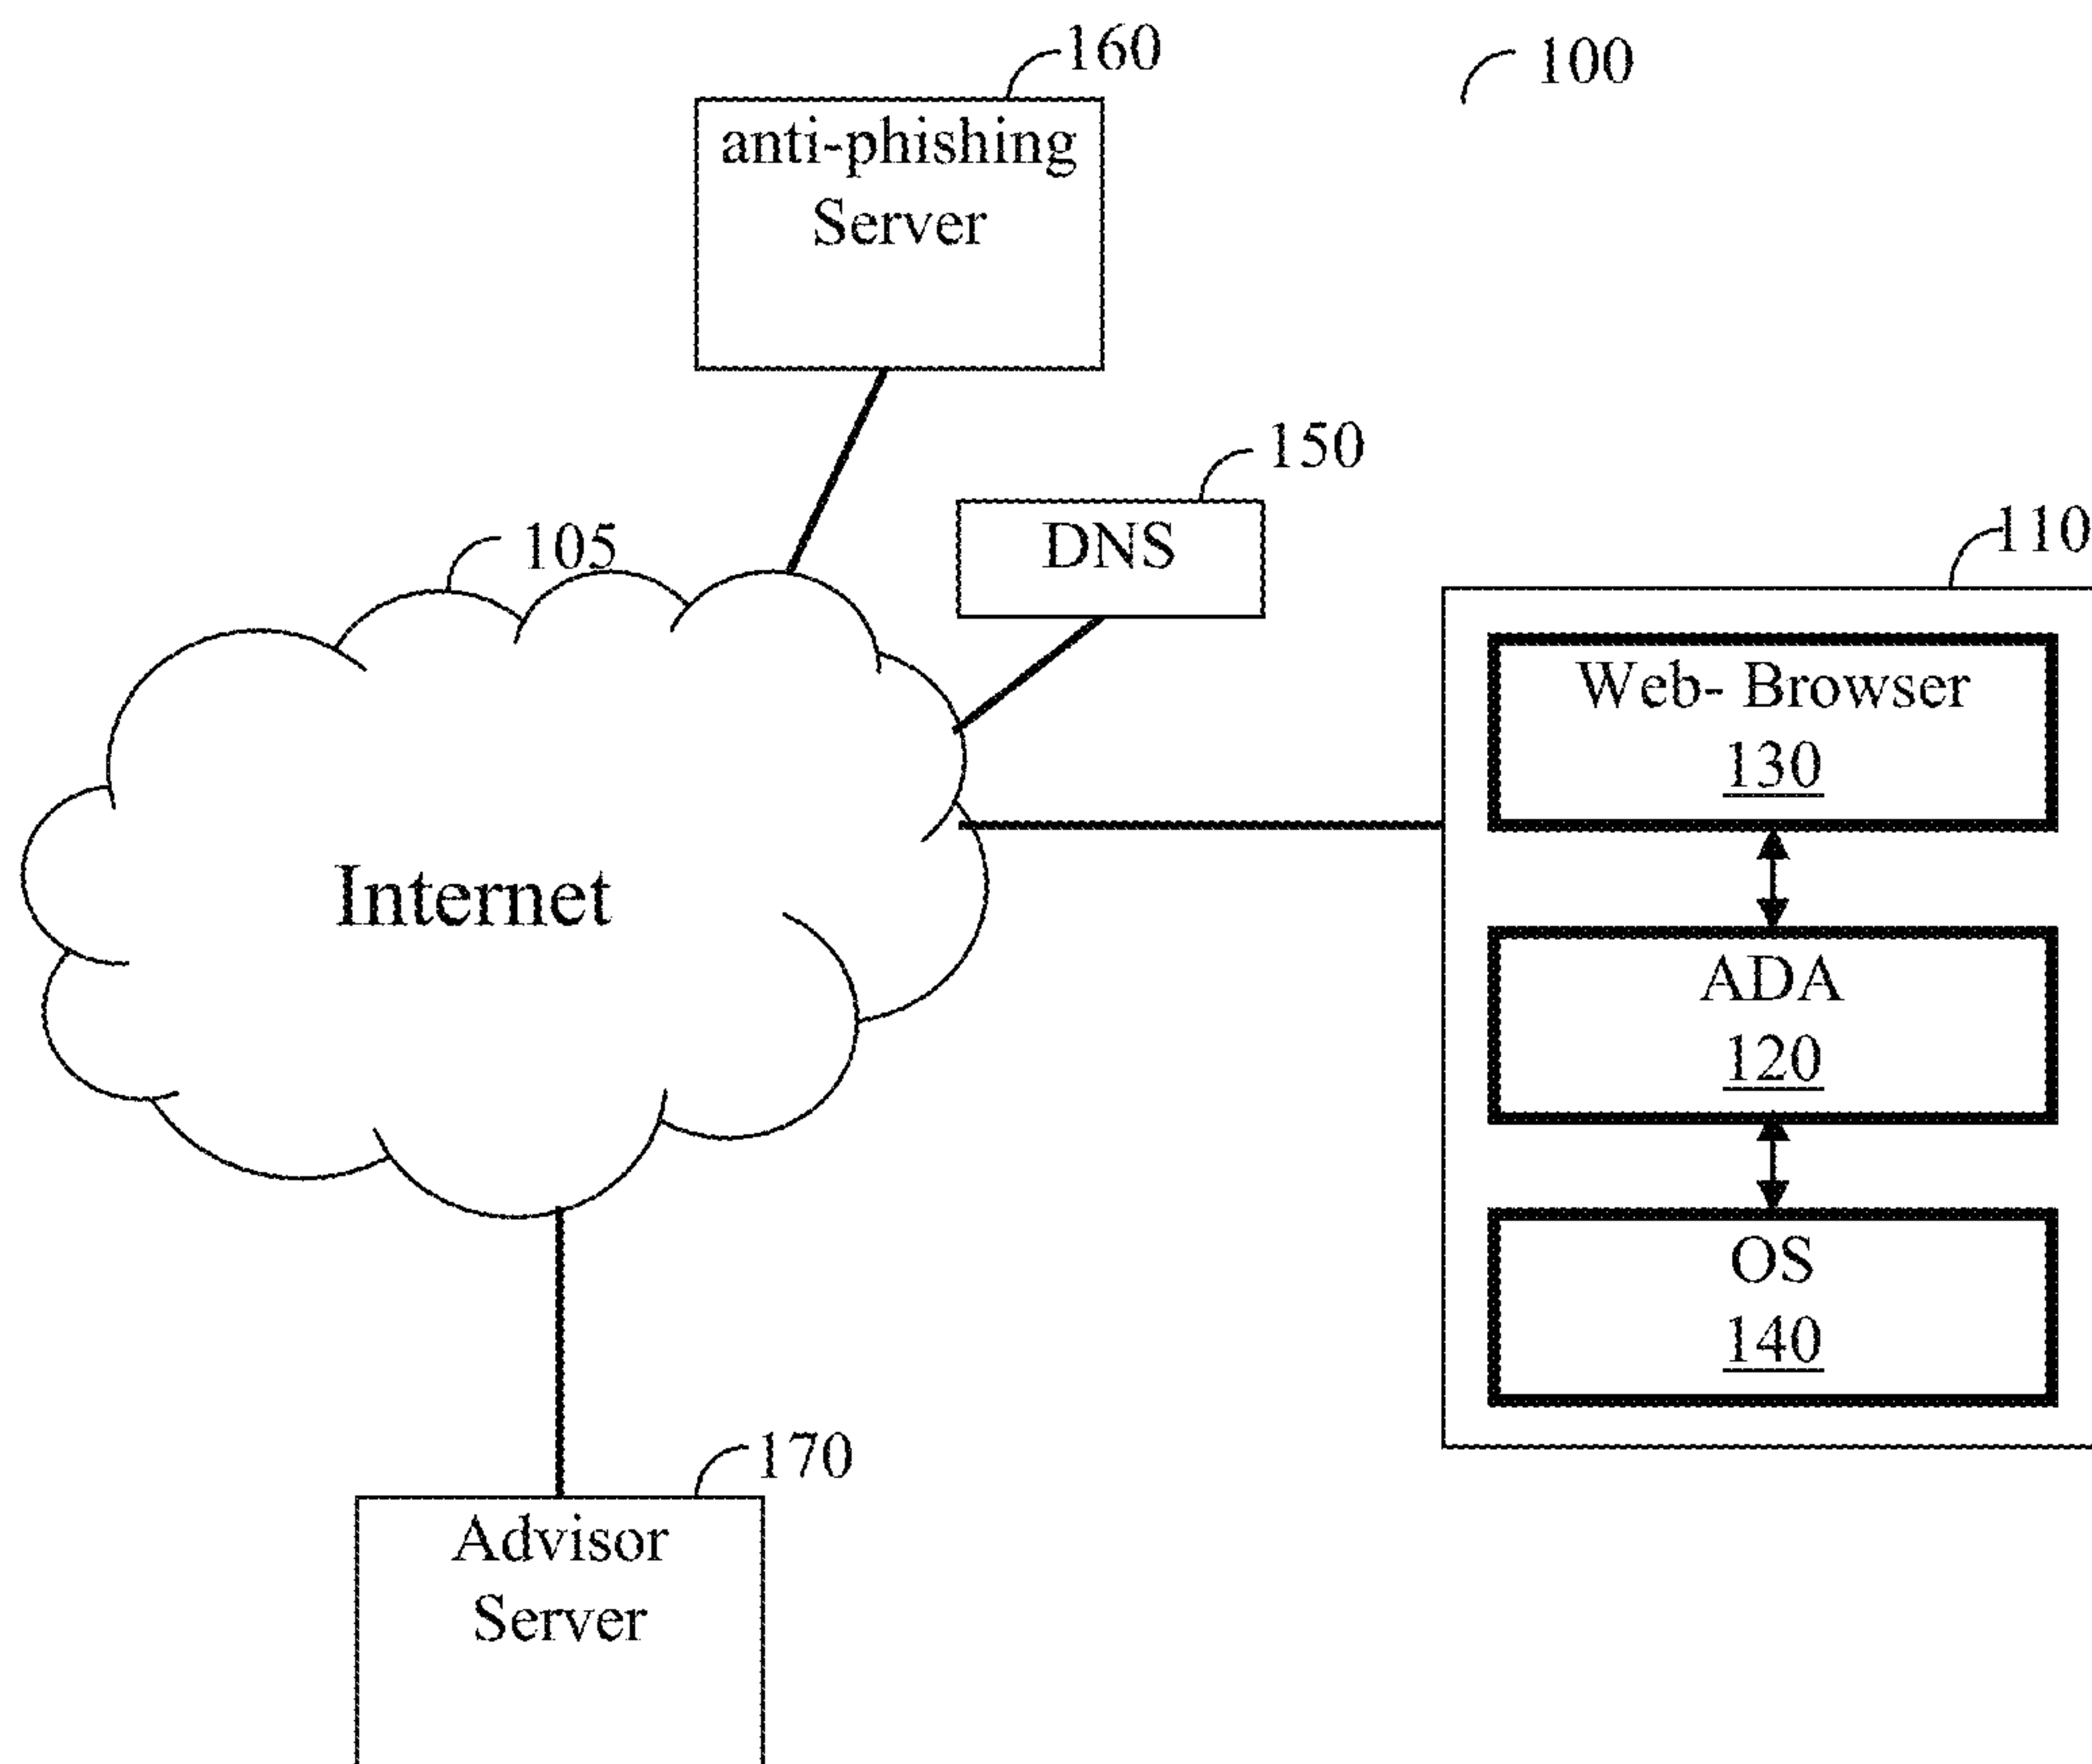 160
100
anti-phishing
Server
150
DNS
105
110
Web- Browser
130
Internet
ADA
120
OS
140
170
Advisor
Server